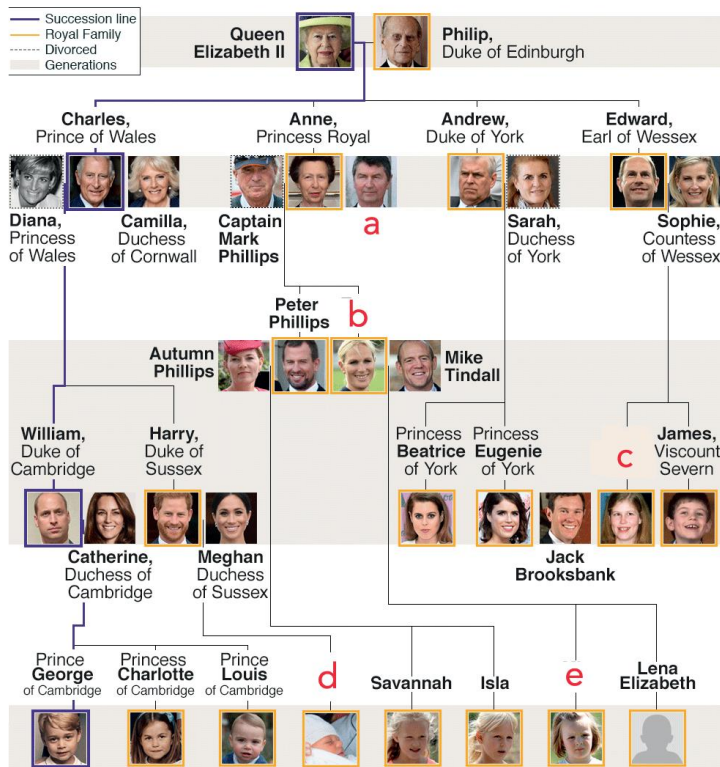 Succession line
Royal Family
Divorced
Generations
Queen
Elizabeth II
Philip,
Duke of Edinburgh
Charles,
Prince of Wales
Anne,
Princess Royal
Andrew,
Duke of York
Edward,
Earl of Wessex
Diana,
Princess
of Wales
Camilla,
Duchess
of Cornwall
Captain
Mark
Phillips
a
Sarah,
Duchess
of York
Sophie,
Countess
of Wessex
Peter
Phillips
b
Autumn
Phillips
Mike
Tindall
William,
Duke of
Cambridge
Harry,
Duke of
Sussex
Princess
Beatrice
of York
Princess
Eugenie
of York
c
James,
Viscount
Severn
Catherine,
Duchess of
Cambridge
Meghan
Duchess
of Sussex
Jack
Brooksbank
Prince
George
of Cambridge
Princess
Charlotte
of Cambridge
Prince
Louis
of Cambridge
d
Savannah
Isla
e
Lena
Elizabeth